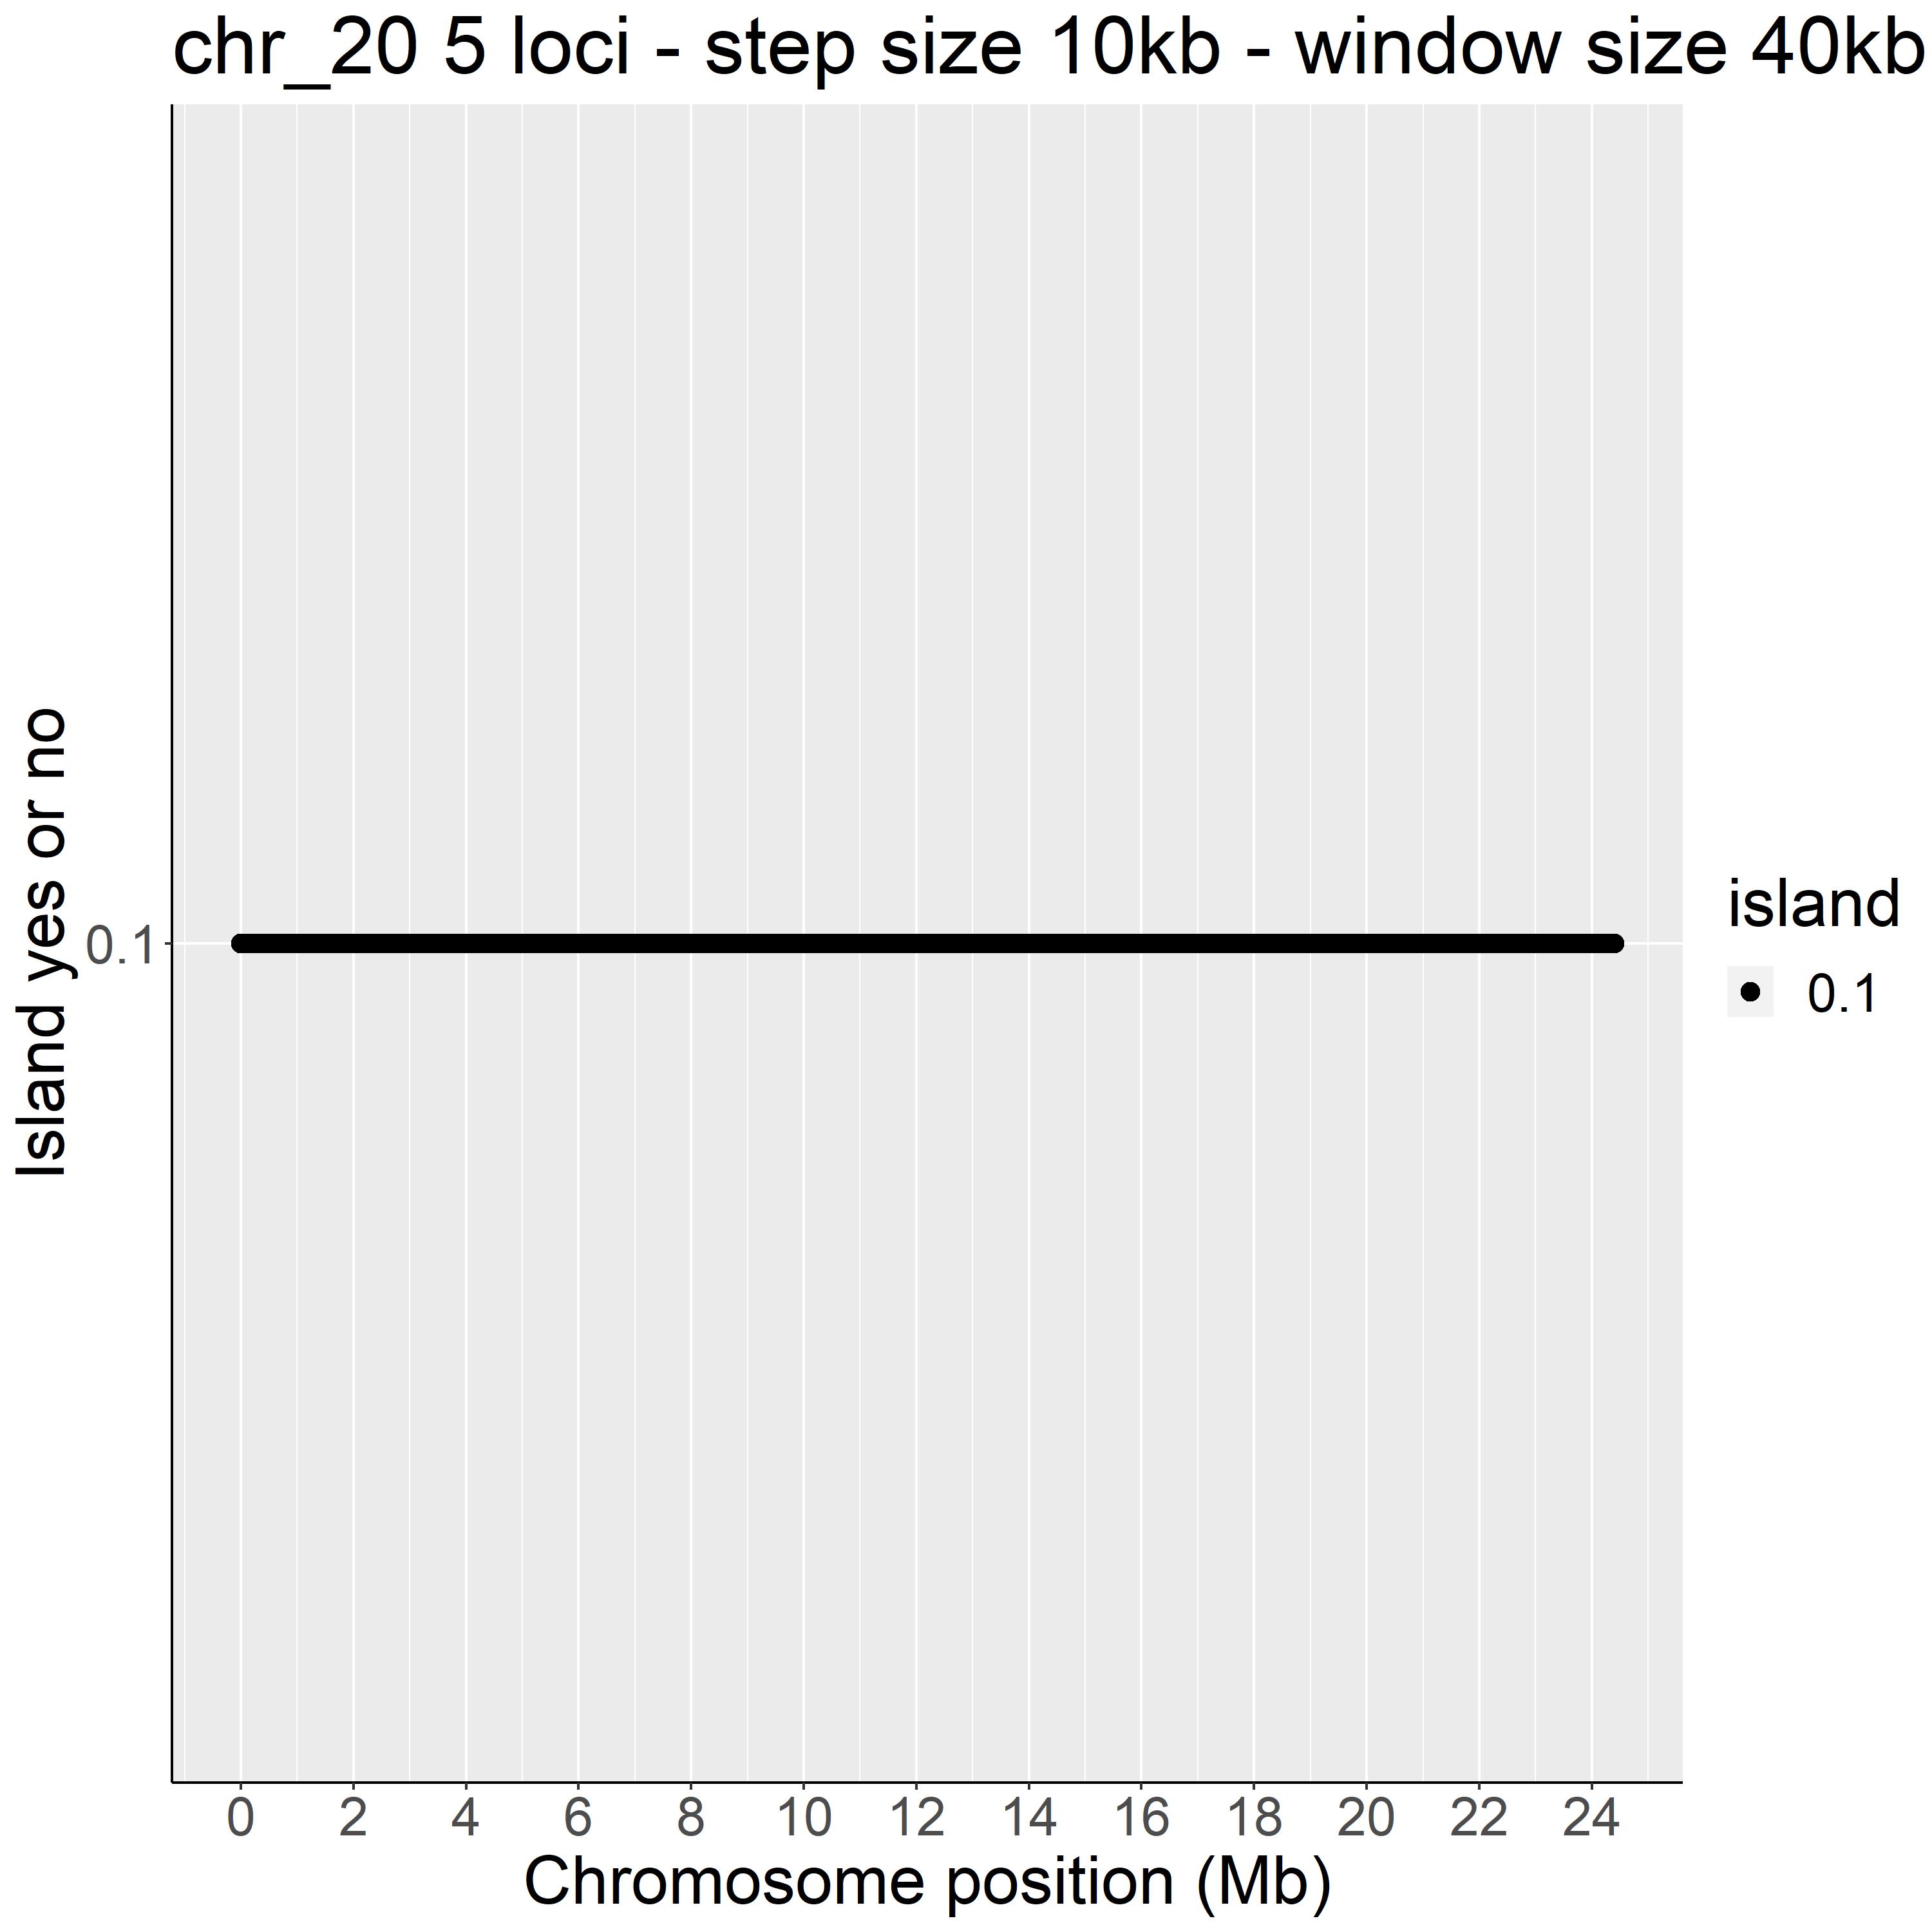 chr_20 5 loci - step size 10kb - window size 40kb
Island yes or no
0.1
island
0.1
0 2 4 6 8 10 12 14 16 18 20 22 24
Chromosome position (Mb)